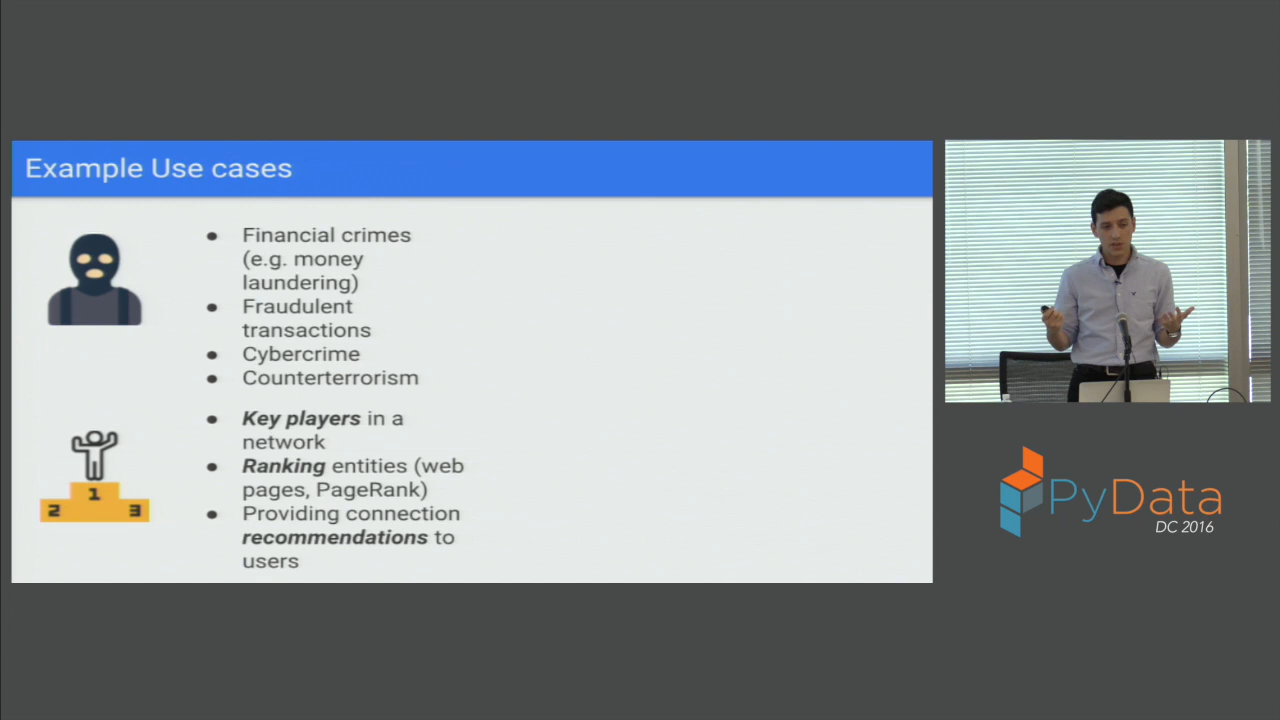 Example Use cases
● Financial crimes
(e.g. money
laundering)
● Fraudulent
transactions
● Cybercrime
● Counterterrorism
● Key players in a
network
● Ranking entities (web
pages, PageRank)
● Providing connection
recommendations to
users
1
2 3
PyData
DC 2016